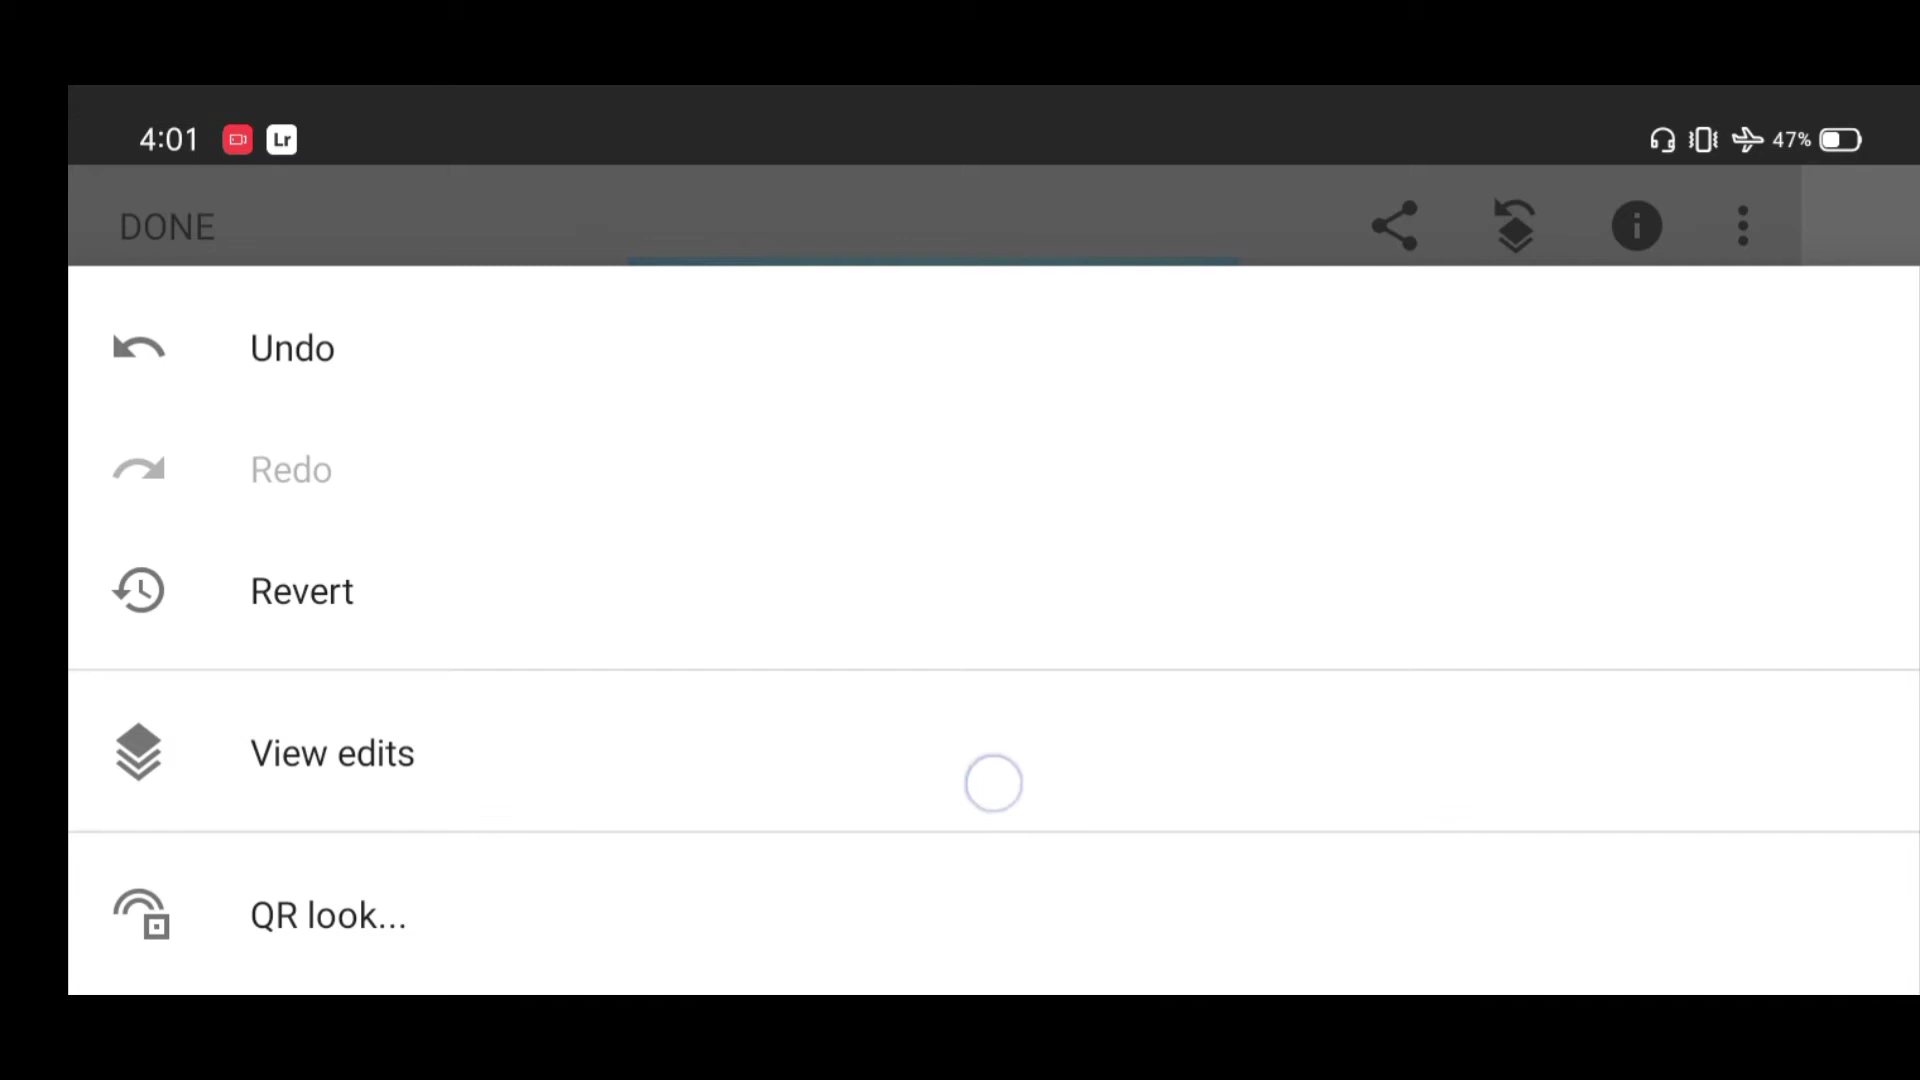 4:01 Lr 47%
DONE
Undo
Redo
Revert
View edits
QR look...